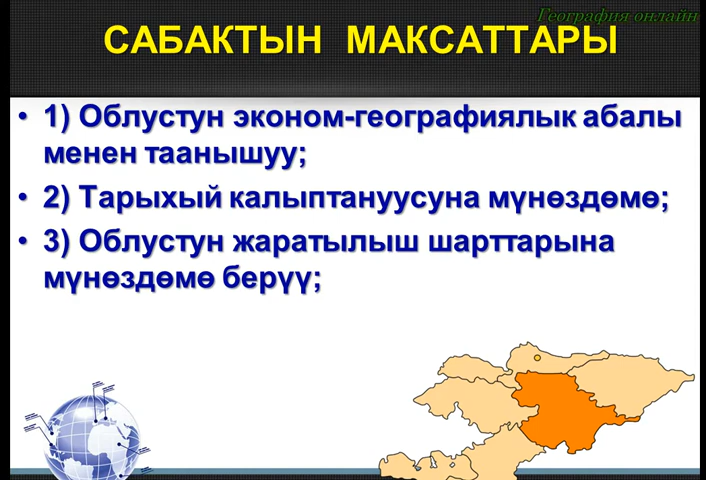 География онлайн
САБАКТЫН МАКСАТТАРЫ
• 1) Облустун эконом-географиялык абалы
менен таанышуу;
• 2) Тарыхый калыптануусуна мүнөздөмө;
• 3) Облустун жаратылыш шарттарына
мүнөздөмө берүү;